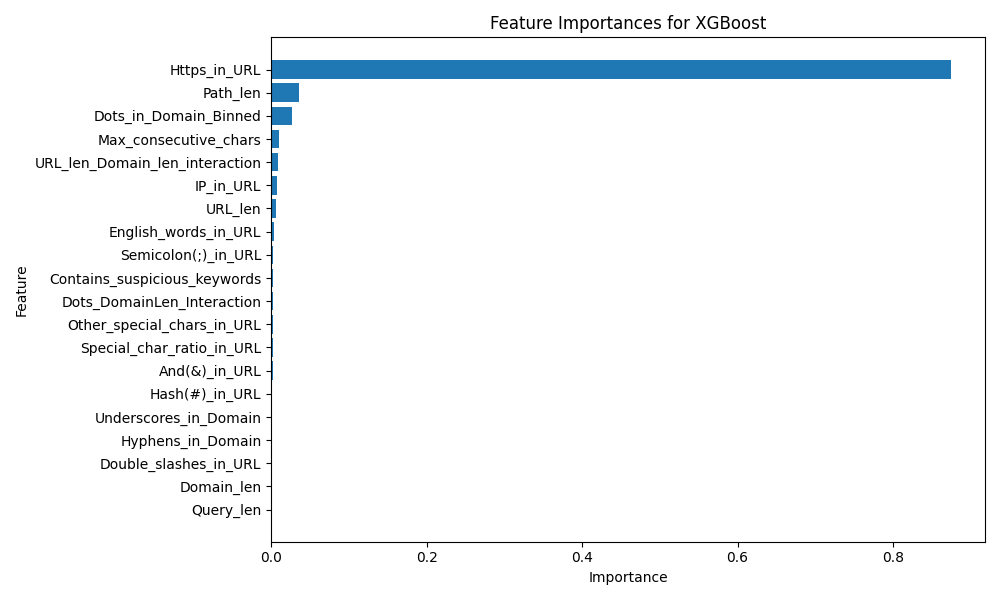 Feature Importances for XGBoost
Feature
Https_in_URL
Path_len
Dots_in_Domain_Binned
Max_consecutive_chars
URL_len_Domain_len_interaction
IP_in_URL
URL_len
English_words_in_URL
Semicolon(;)_in_URL
Contains_suspicious_keywords
Dots_DomainLen_Interaction
Other_special_chars_in_URL
Special_char_ratio_in_URL
And(&)_in_URL
Hash(#)_in_URL
Underscores_in_Domain
Hyphens_in_Domain
Double_slashes_in_URL
Domain_len
Query_len
0.0 0.2 0.4 0.6 0.8
Importance